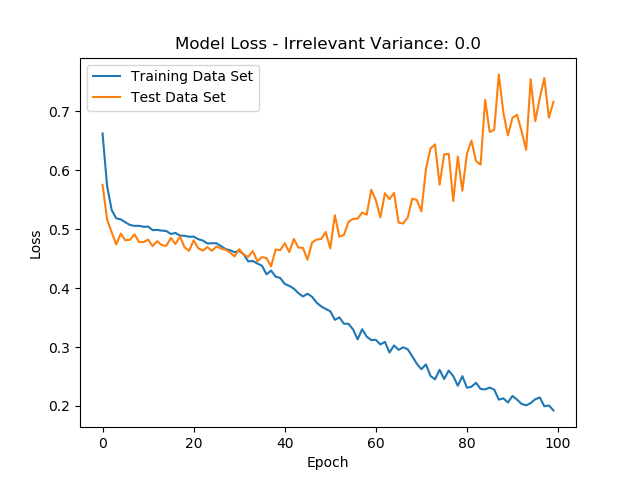 Model Loss - Irrelevant Variance: 0.0
Training Data Set
Test Data Set
0.7
0.6
0.5
0.4
0.3
0.2
Loss
0 20 40 60 80 100
Epoch